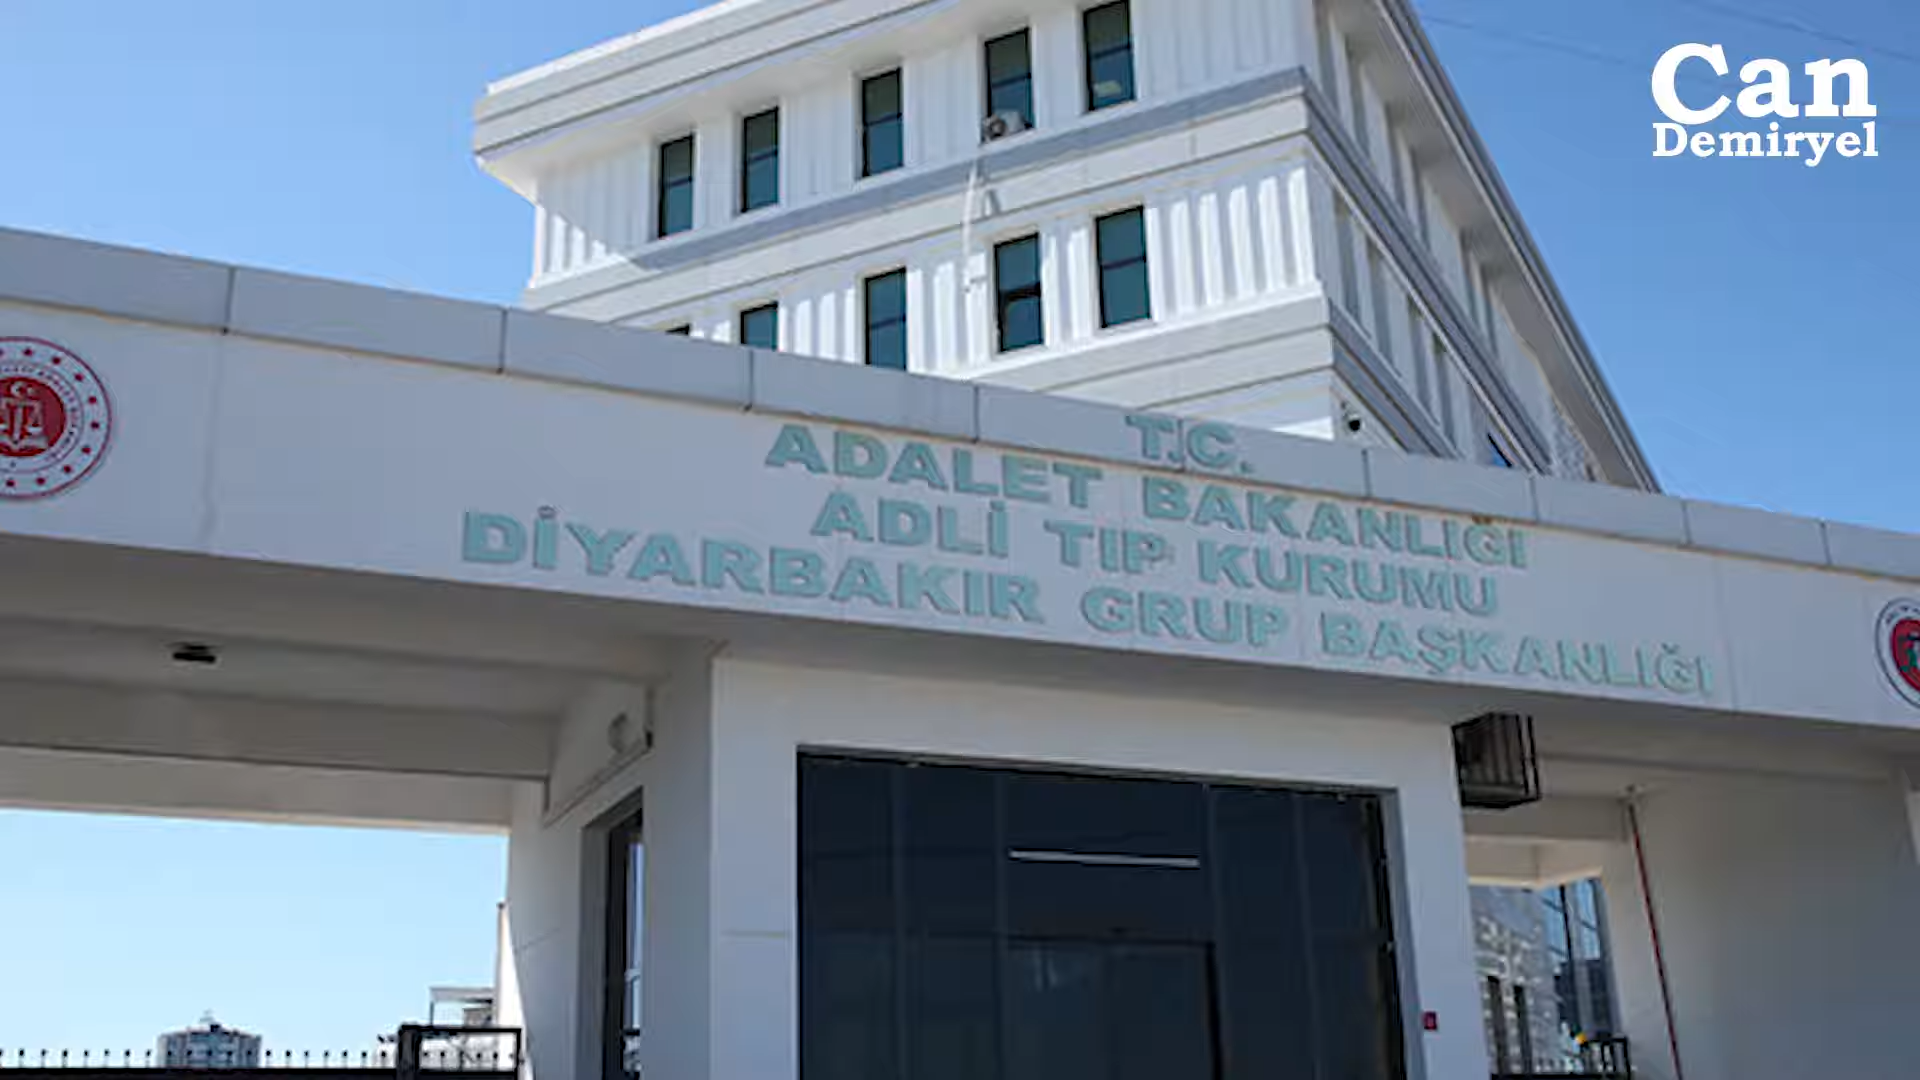 Can
Demiryel
T.C.
ADALET BAKANLIĞI
ADLİ TIP KURUMU
DİYARBAKIR GRUP BAŞKANLIĞI